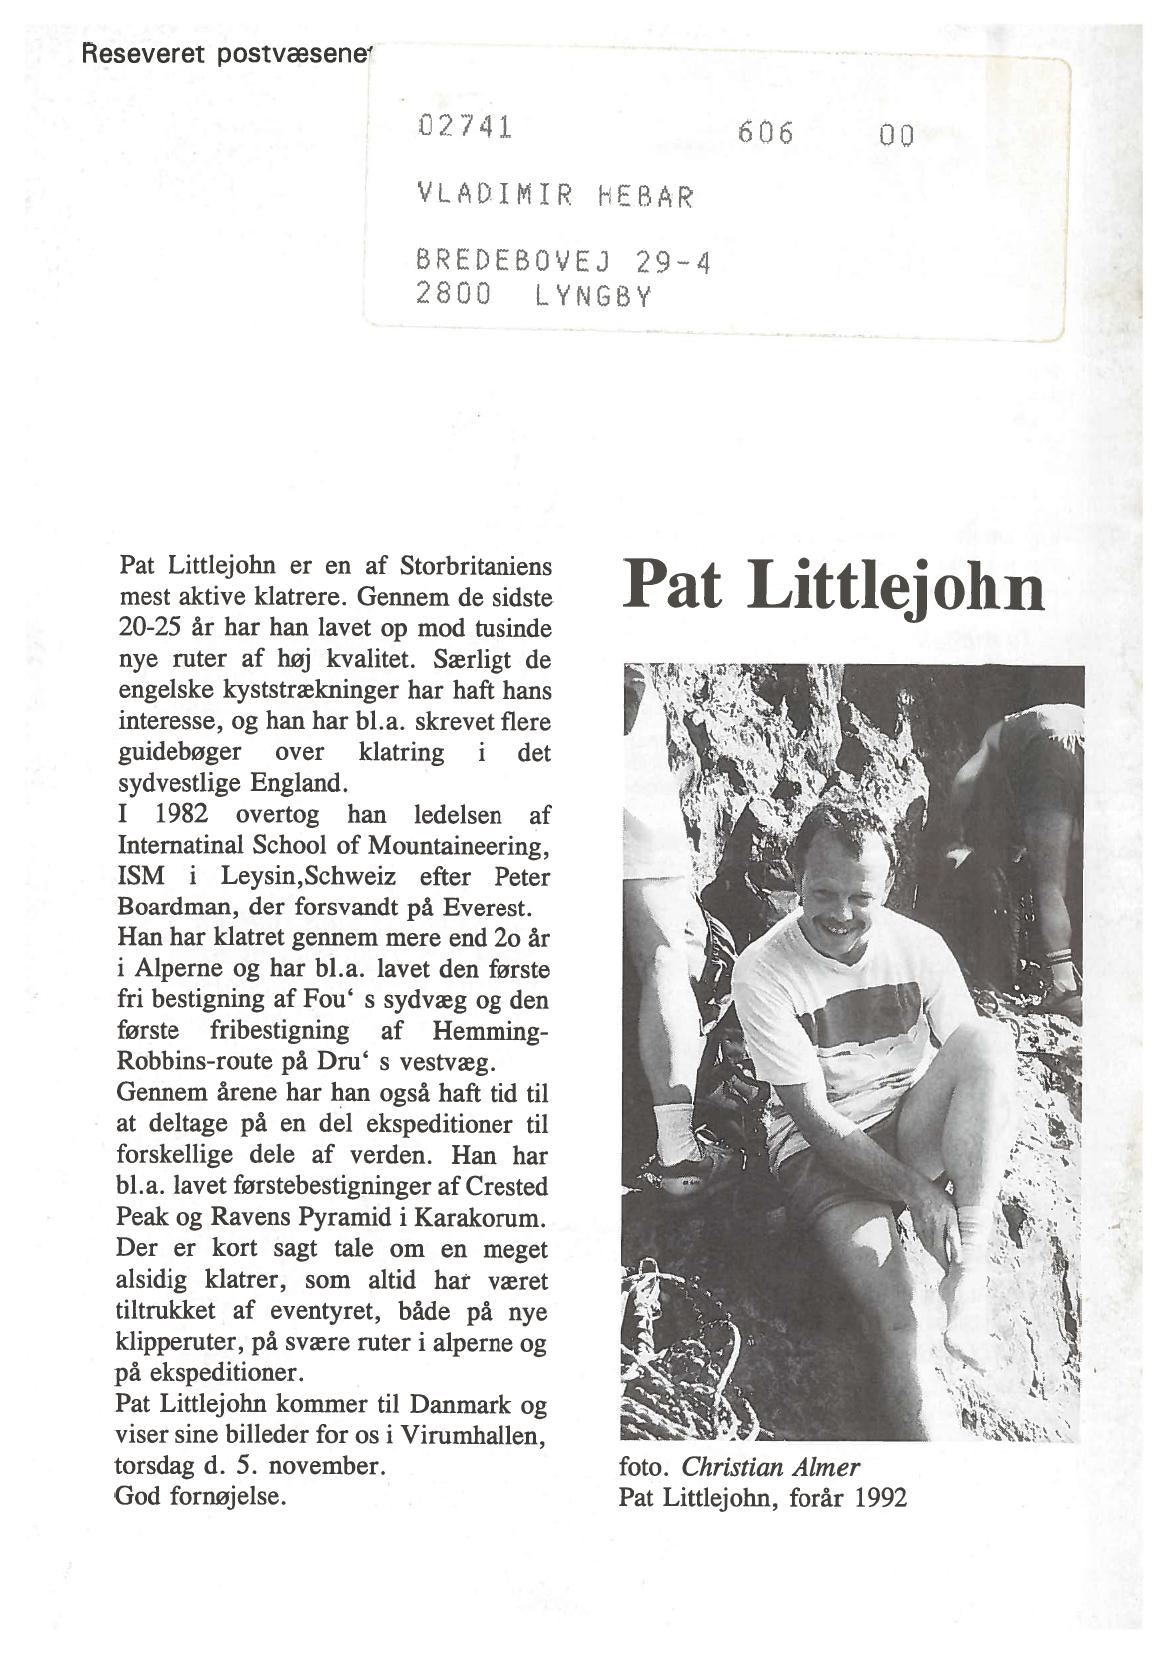 Reseveret postvæsenet
02741 606 00
VLADIMIR HEBAR
BREDEBOVEJ 29-4
2800 LYNGBY
Pat Littlejohn er en af Storbritaniens
mest aktive klatrere. Gennem de sidste
20-25 år har han lavet op mod tusinde
nye ruter af høj kvalitet. Særligt de
engelske kyststrækninger har haft hans
interesse, og han har bl.a. skrevet flere
guidebøger over klatring i det
sydvestlige England.
I 1982 overtog han ledelsen af
Internatinal School of Mountaineering,
ISM i Leysin,Schweiz efter Peter
Boardman, der forsvandt på Everest.
Han har klatret gennem mere end 2o år
i Alperne og har bl.a. lavet den første
fri bestigning af Fou‘ s sydvæg og den
første fribestigning af Hemming-
Robbins-route på Dru‘ s vestvæg.
Gennem årene har han også haft tid til
at deltage på en del ekspeditioner til
forskellige dele af verden. Han har
bl.a. lavet førstebestigninger af Crested
Peak og Ravens Pyramid i Karakorum.
Der er kort sagt tale om en meget
alsidig klatrer, som altid har været
tiltrukket af eventyret, både på nye
klipperuter, på svære ruter i alperne og
på ekspeditioner.
Pat Littlejohn kommer til Danmark og
viser sine billeder for os i Virumhallen,
torsdag d. 5. november.
God fornøjelse.
Pat Littlejohn
foto. Christian Almer
Pat Littlejohn, forår 1992